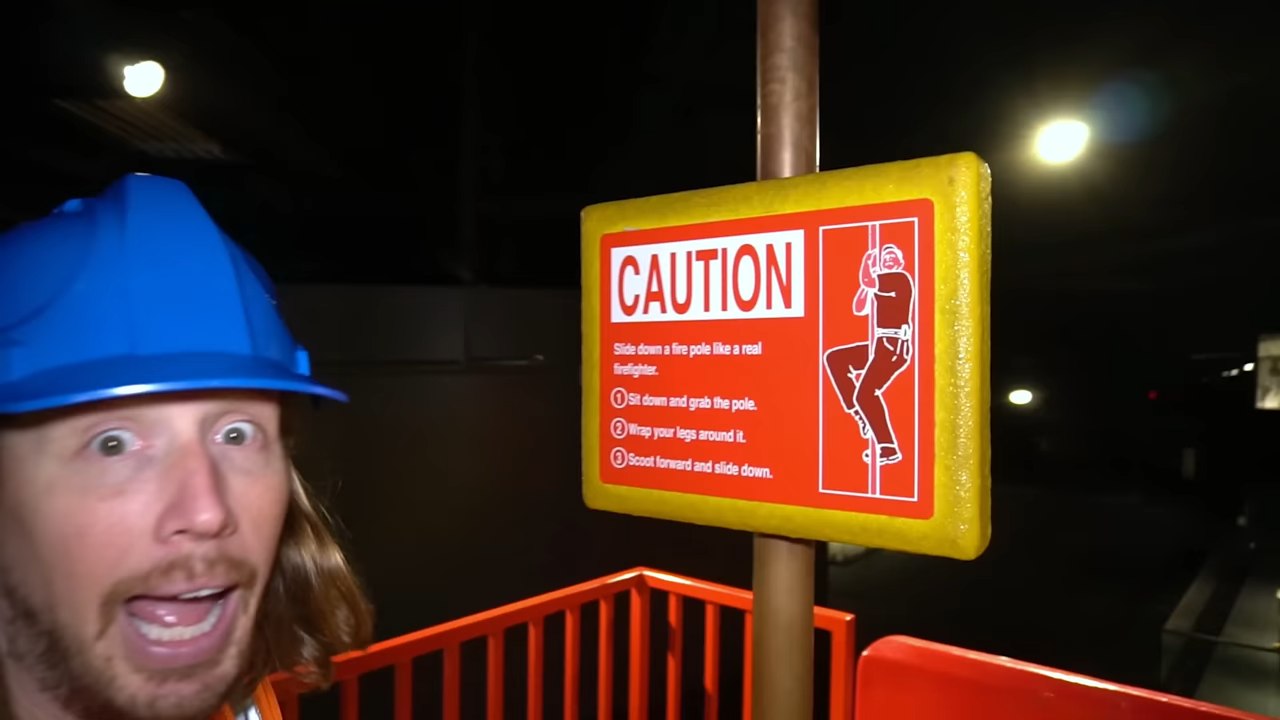 CAUTION
Slide down a fire pole like a real
firefighter.
1 Sit down and grab the pole.
2 Wrap your legs around it.
3 Scoot forward and slide down.